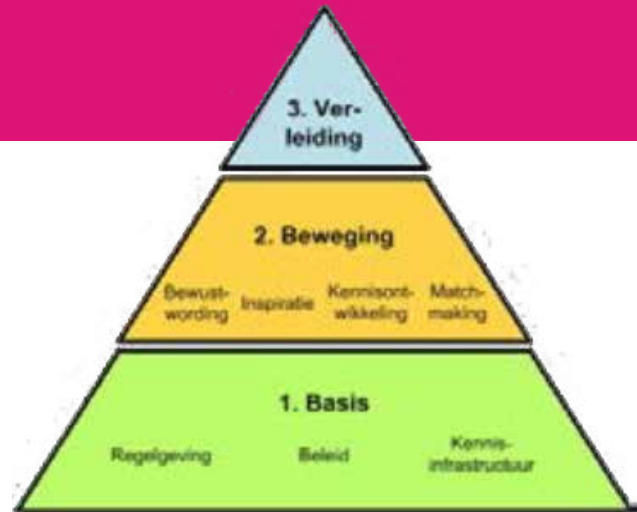 3. Ver-
leiding
2. Beweging
Bewust-
wording
Inspiratie
Kennisont-
wikkeling
Match-
making
1. Basis
Regelgeving
Beleid
Kennis-
infrastructuur